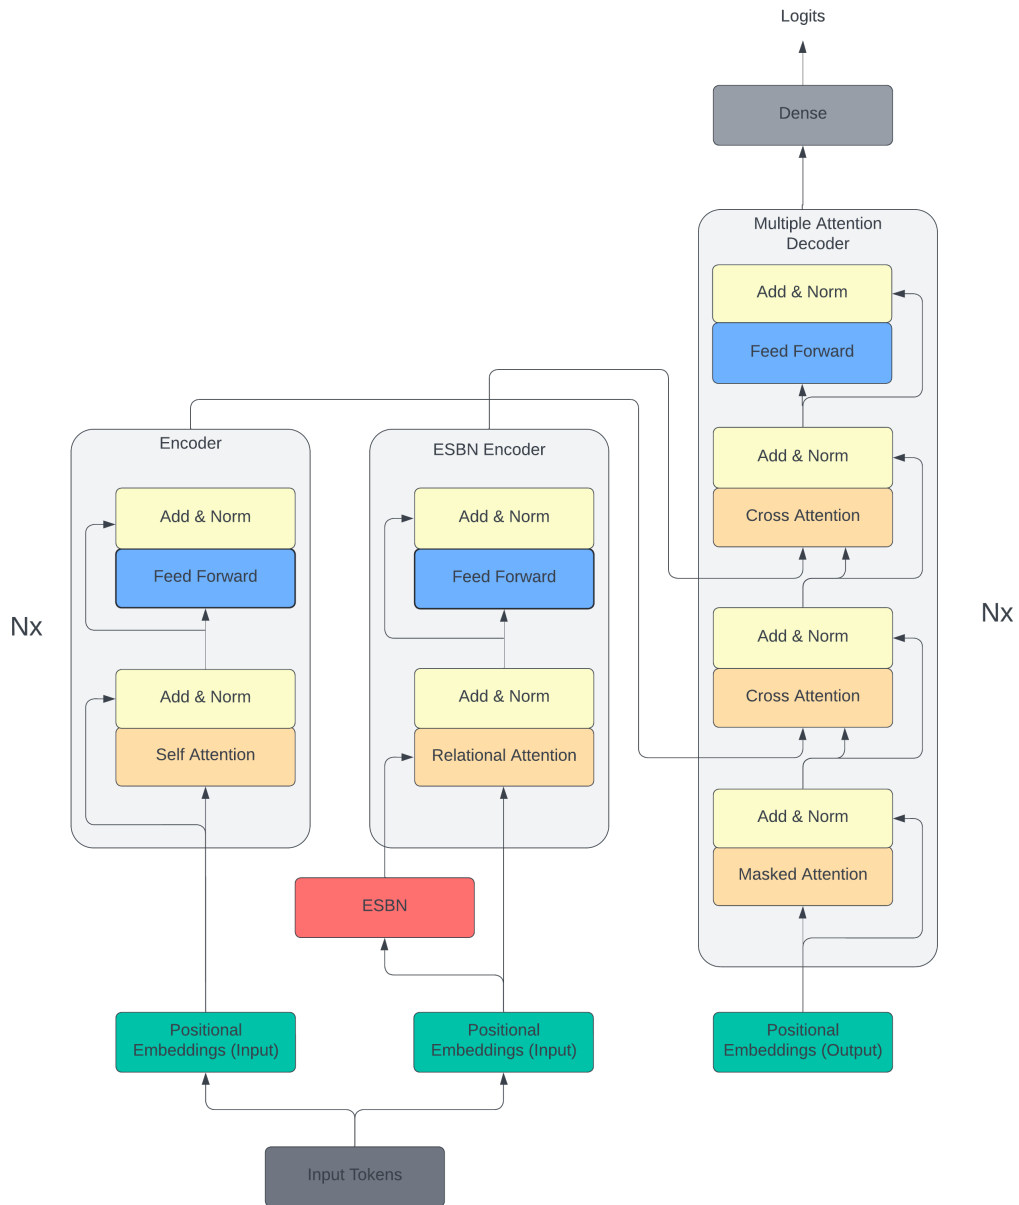 Logits
Dense
Multiple Attention
Decoder
Add & Norm
Feed Forward
Add & Norm
Cross Attention
Add & Norm
Cross Attention
Add & Norm
Masked Attention
Positional
Embeddings (Output)
Nx
Encoder
Add & Norm
Feed Forward
Add & Norm
Self Attention
Positional
Embeddings (Input)
Nx
ESBN Encoder
Add & Norm
Feed Forward
Add & Norm
Relational Attention
ESBN
Positional
Embeddings (Input)
Input Tokens